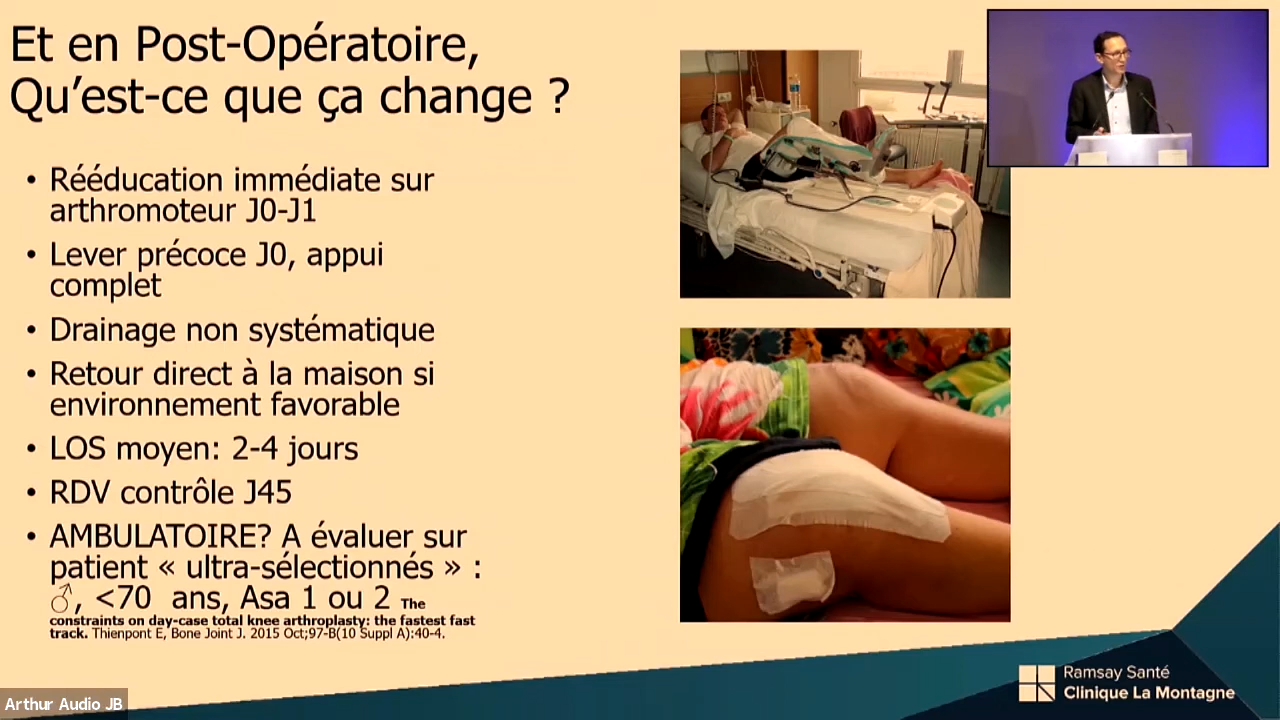 Et en Post-Opératoire,
Qu’est-ce que ça change ?
• Rééducation immédiate sur
arthromoteur J0-J1
• Lever précoce J0, appui
complet
• Drainage non systématique
• Retour direct à la maison si
environnement favorable
• LOS moyen: 2-4 jours
• RDV contrôle J45
• AMBULATOIRE? A évaluer sur
patient « ultra-sélectionnés » :
♂, <70 ans, Asa 1 ou 2 The
constraints on day-case total knee arthroplasty: the fastest fast
track. Thienpont E, Bone Joint J. 2015 Oct;97-B(10 Suppl A):40-4.
Ramsay Santé
Clinique La Montagne
Arthur Audio JB